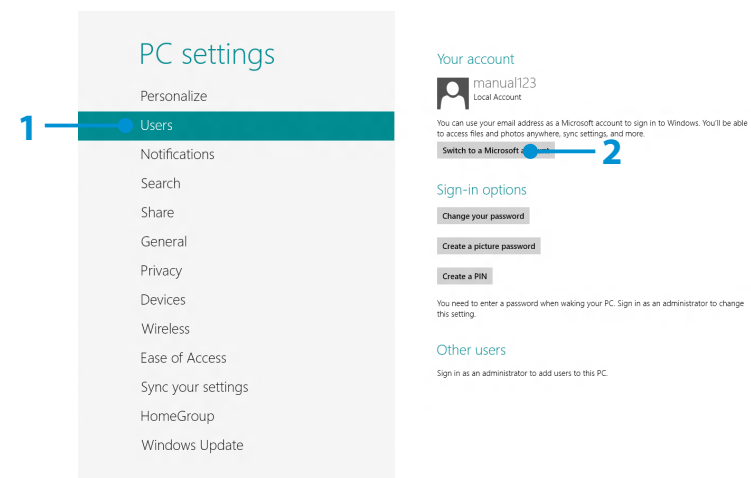 PC settings
Personalize
1
Users
Notifications
Search
Share
General
Privacy
Devices
Wireless
Ease of Access
Sync your settings
HomeGroup
Windows Update
Your account
manual123
Local Account
You can use your email address as a Microsoft account to sign in to Windows. You'll be able
to access files and photos anywhere, sync settings, and more.
Switch to a Microsoft
2
Sign-in options
Change your password
Create a picture password
Create a PIN
You need to enter a password when waking your PC. Sign in as an administrator to change
this setting.
Other users
Sign in as an administrator to add users to this PC.